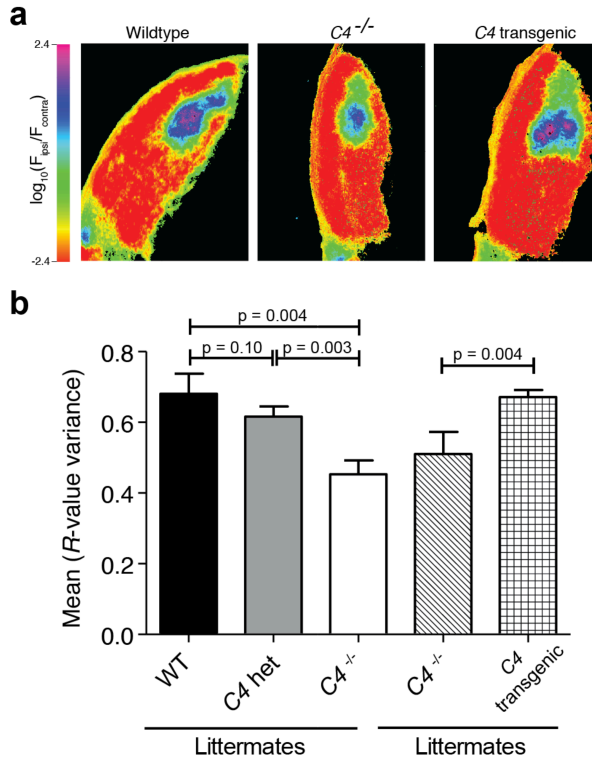 a
Wildtype
C4 -/-
C4 transgenic
2.4
log10(Fipsi/Fcontra)
-2.4
b
p = 0.004
p = 0.10
p = 0.003
p = 0.004
Mean (R-value variance)
0.8
0.6
0.4
0.2
0.0
WT
C4 het
C4 -/-
C4 -/-
C4
transgenic
Littermates
Littermates